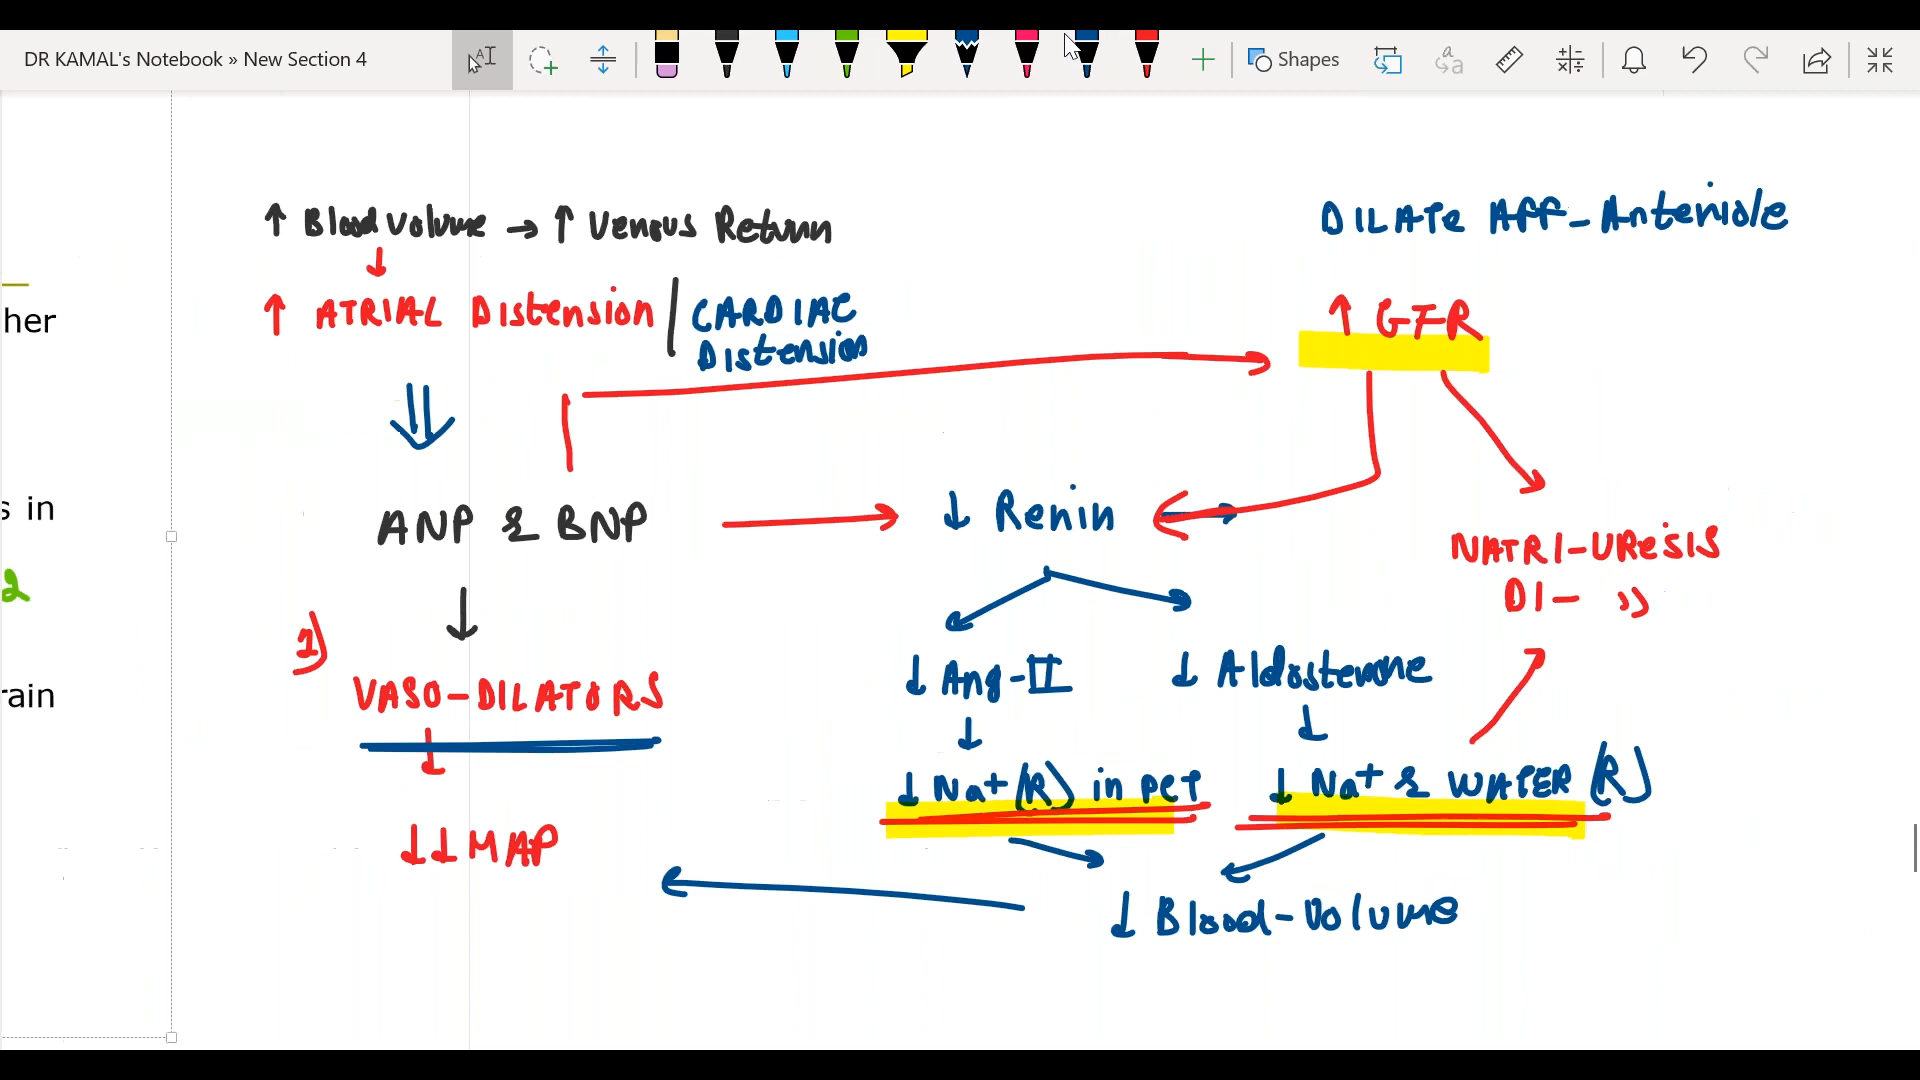 DR KAMAL's Notebook » New Section 4
Shapes
her
s in
2
rain
↑ Blood volume → ↑ Venous Return
↓
↑ ATRIAL Distension / CARDIAC
Distension
DILATE Aff-Arteriole
↑ GFR
ANP & BNP → ↓ Renin
NATRI-URESIS
DI- "
1)
VASO-DILATORS
↓ Ang-II
↓ Aldosterone
↓ Na+ (R) in PCT
↓ Na+ & WATER (R)
↓↓ MAP
↓ Blood-Volume